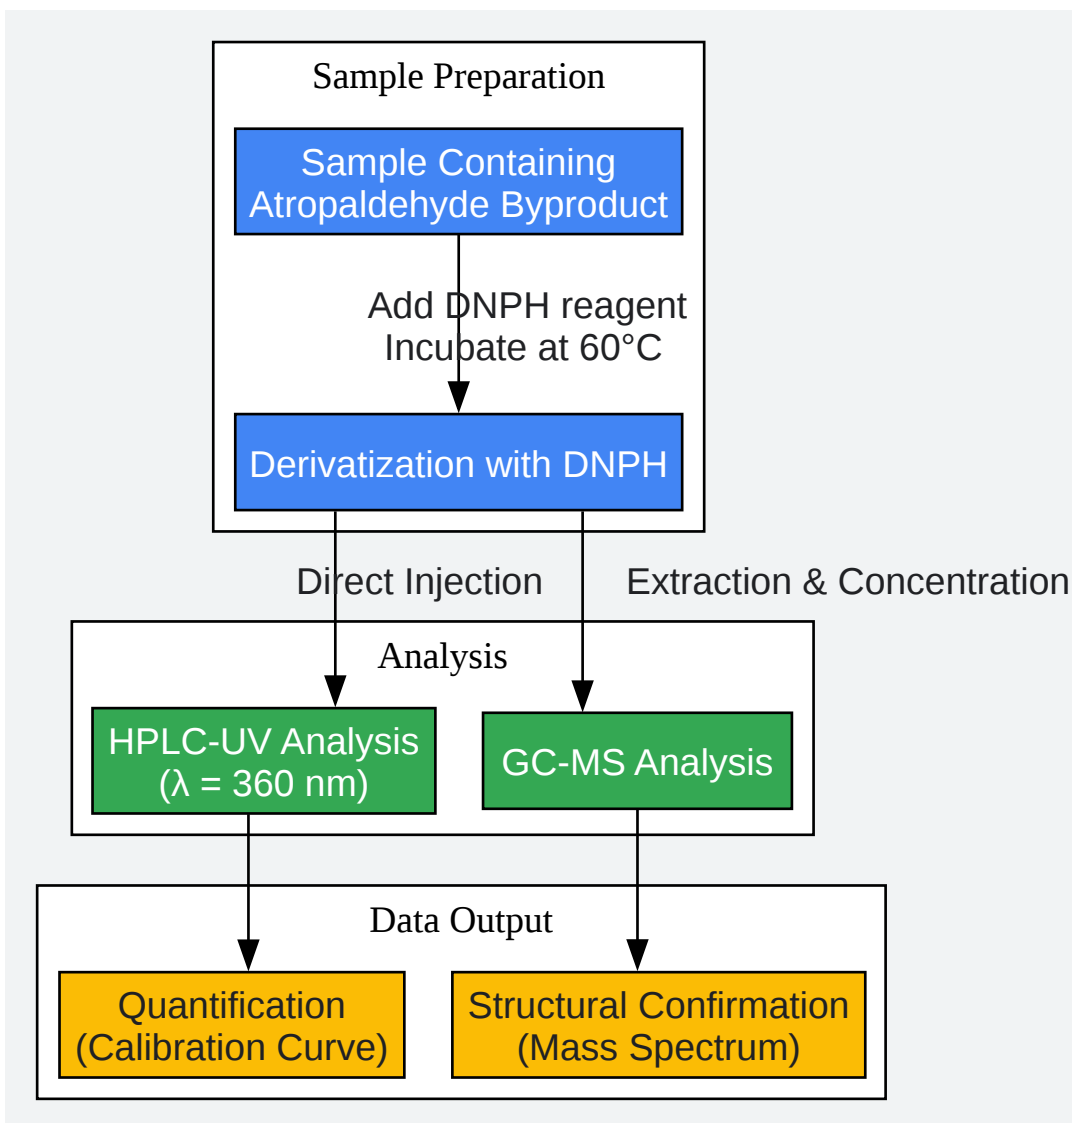 Sample Preparation
Sample Containing
Atropaldehyde Byproduct
Add DNPH reagent
Incubate at 60°C
Derivatization with DNPH
Direct Injection
Extraction & Concentration
Analysis
HPLC-UV Analysis
(λ = 360 nm)
GC-MS Analysis
Data Output
Quantification
(Calibration Curve)
Structural Confirmation
(Mass Spectrum)